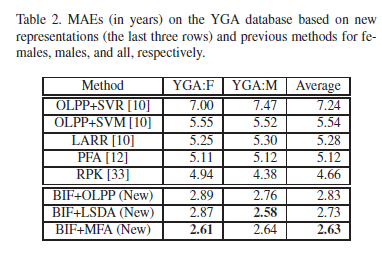 Table 2. MAEs (in years) on the YGA database based on new
representations (the last three rows) and previous methods for fe-
males, males, and all, respectively.
Method YGA:F YGA:M Average
OLPP+SVR [10] 7.00 7.47 7.24
OLPP+SVM [10] 5.55 5.52 5.54
LARR [10] 5.25 5.30 5.28
PFA [12] 5.11 5.12 5.12
RPK [33] 4.94 4.38 4.66
BIF+OLPP (New) 2.89 2.76 2.83
BIF+LSDA (New) 2.87 2.58 2.73
BIF+MFA (New) 2.61 2.64 2.63